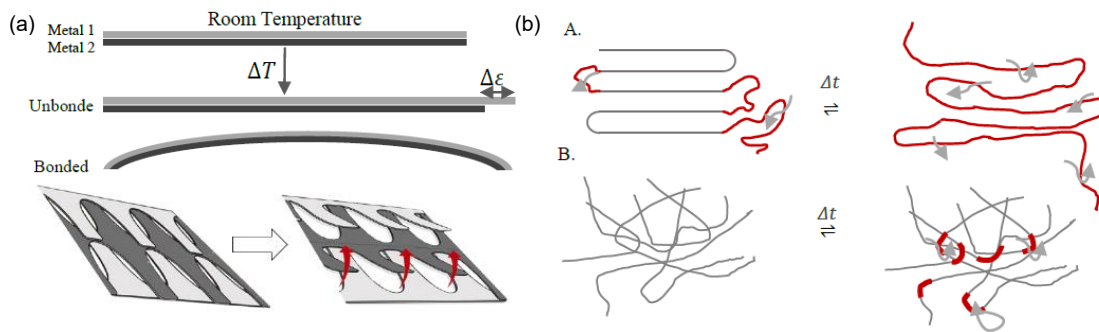 (a)
Room Temperature
Metal 1
Metal 2
ΔT
Δε
Unbonde
Bonded
(b)
A.
Δt
⇌
B.
Δt
⇌